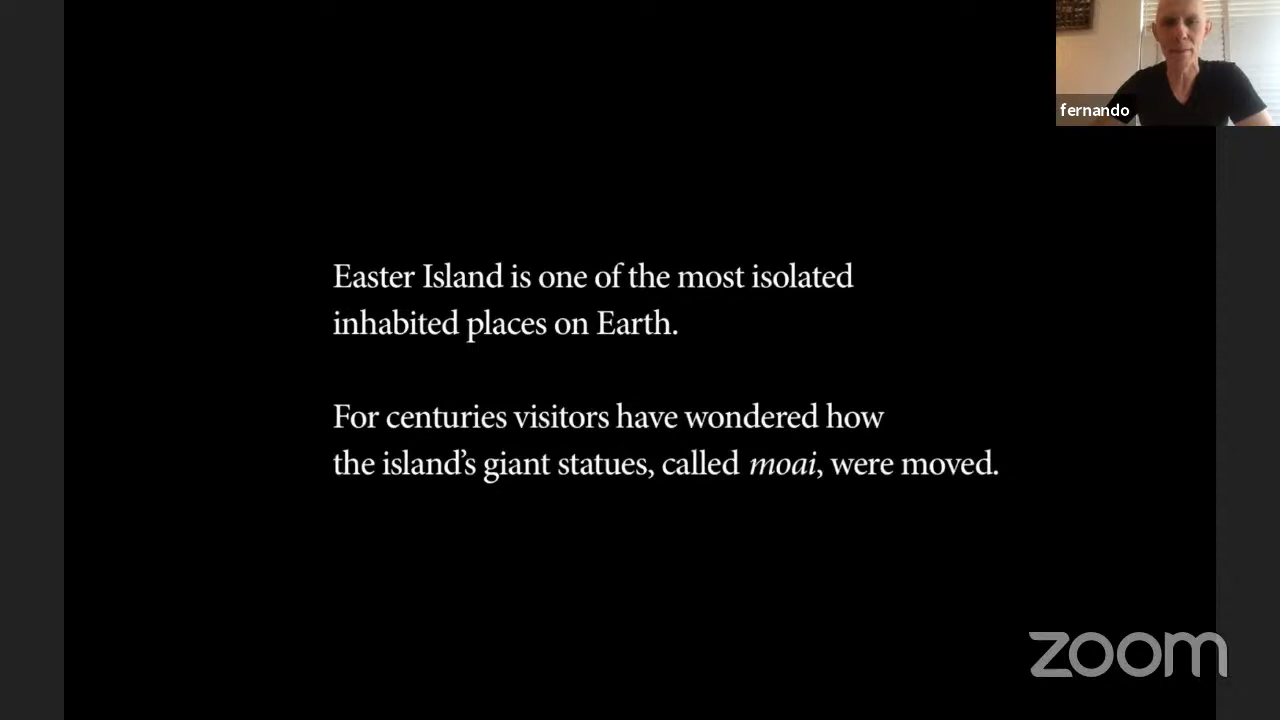 fernando
Easter Island is one of the most isolated
inhabited places on Earth.
For centuries visitors have wondered how
the island’s giant statues, called moai, were moved.
zoom